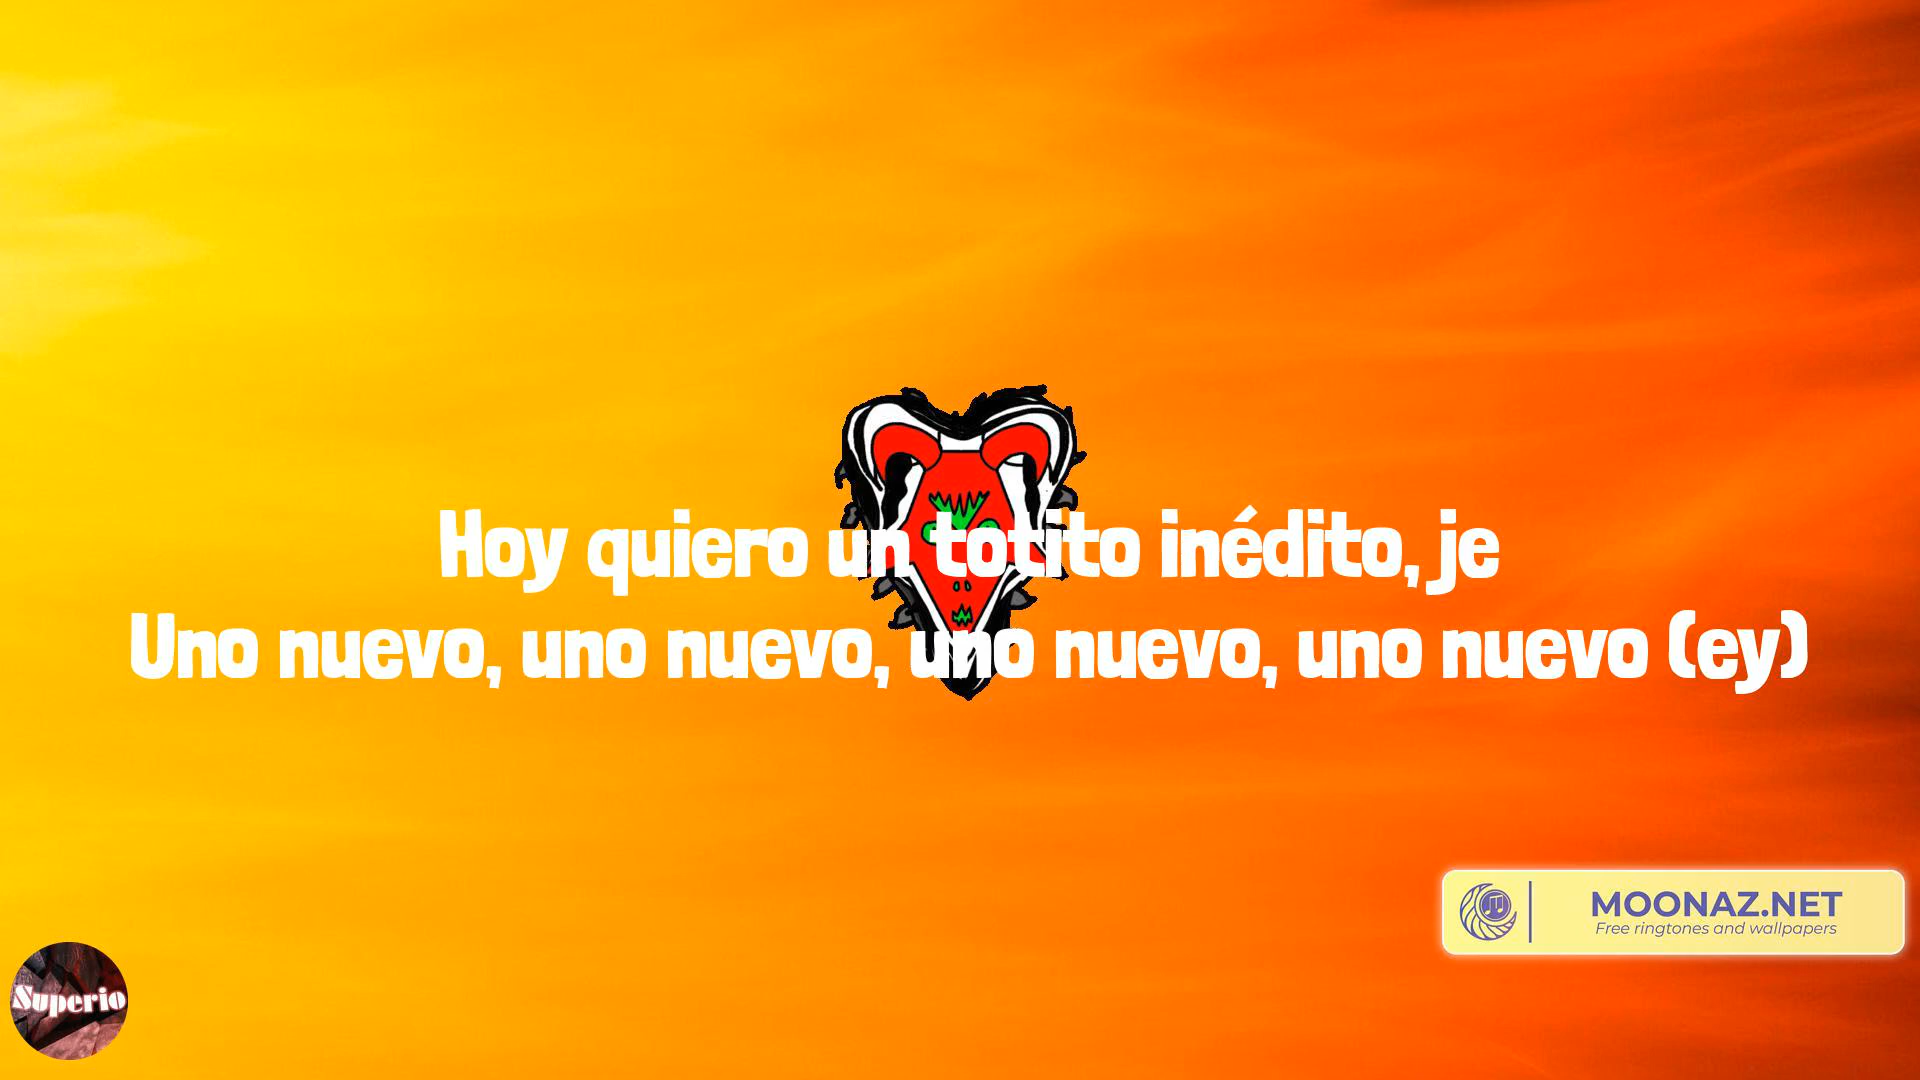 Hoy quiero un totito inédito, je
Uno nuevo, uno nuevo, uno nuevo, uno nuevo (ey)
MOONAZ.NET
Free ringtones and wallpapers
Superio